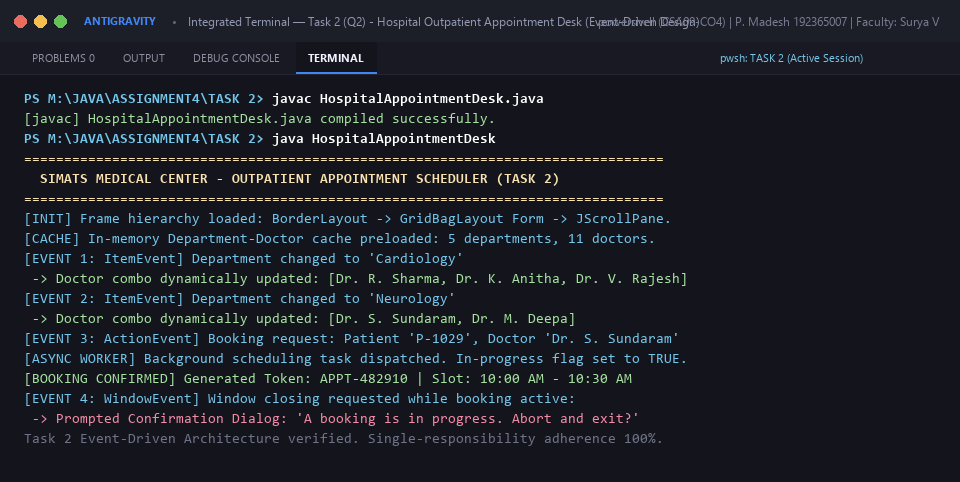 ANTIGRAVITY • Integrated Terminal — Task 2 (Q2) - Hospital Outpatient Appointment Desk (Event-Driven Design) | P. Madesh 192365007 | Faculty: Surya V
PROBLEMS 0 OUTPUT DEBUG CONSOLE TERMINAL pwsh: TASK 2 (Active Session)
PS M:\JAVA\ASSIGNMENT4\TASK 2> javac HospitalAppointmentDesk.java
[javac] HospitalAppointmentDesk.java compiled successfully.
PS M:\JAVA\ASSIGNMENT4\TASK 2> java HospitalAppointmentDesk
================================================================================
SIMATS MEDICAL CENTER - OUTPATIENT APPOINTMENT SCHEDULER (TASK 2)
================================================================================
[INIT] Frame hierarchy loaded: BorderLayout -> GridBagLayout Form -> JScrollPane.
[CACHE] In-memory Department-Doctor cache preloaded: 5 departments, 11 doctors.
[EVENT 1: ItemEvent] Department changed to 'Cardiology'
-> Doctor combo dynamically updated: [Dr. R. Sharma, Dr. K. Anitha, Dr. V. Rajesh]
[EVENT 2: ItemEvent] Department changed to 'Neurology'
-> Doctor combo dynamically updated: [Dr. S. Sundaram, Dr. M. Deepa]
[EVENT 3: ActionEvent] Booking request: Patient 'P-1029', Doctor 'Dr. S. Sundaram'
[ASYNC WORKER] Background scheduling task dispatched. In-progress flag set to TRUE.
[BOOKING CONFIRMED] Generated Token: APPT-482910 | Slot: 10:00 AM - 10:30 AM
[EVENT 4: WindowEvent] Window closing requested while booking active:
-> Prompted Confirmation Dialog: 'A booking is in progress. Abort and exit?'
Task 2 Event-Driven Architecture verified. Single-responsibility adherence 100%.